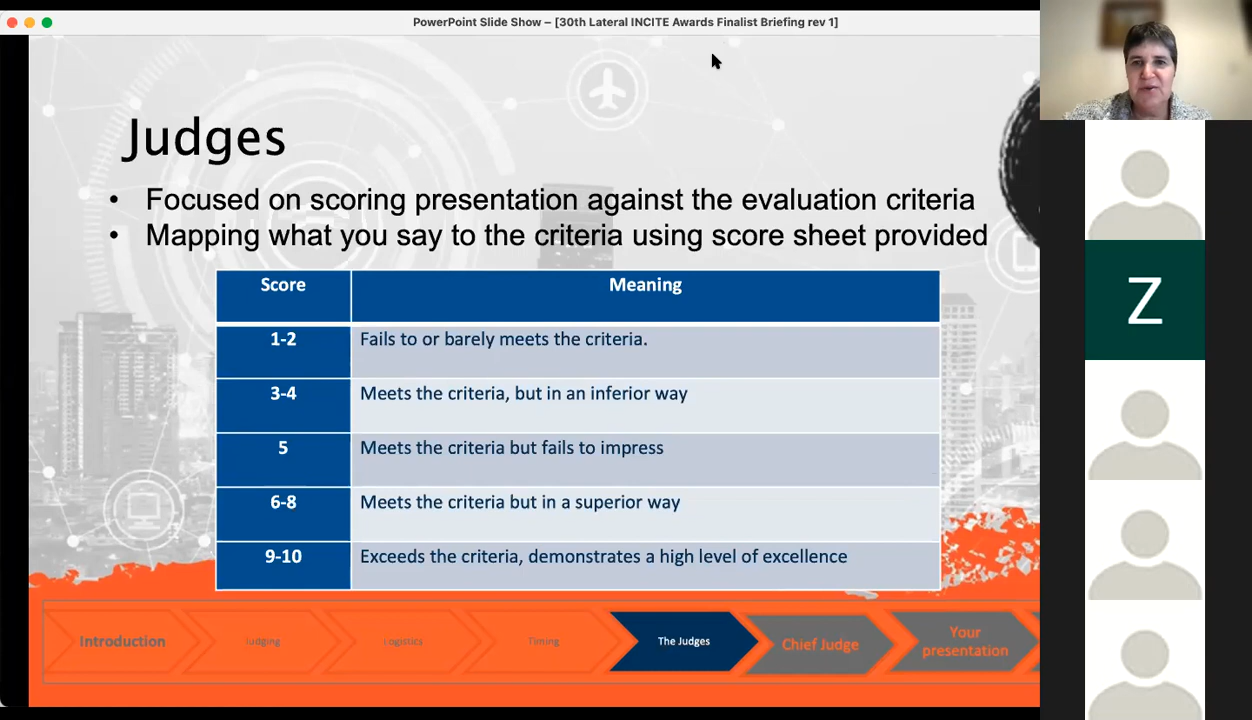 PowerPoint Slide Show – [30th Lateral INCITE Awards Finalist Briefing rev 1]
Judges
• Focused on scoring presentation against the evaluation criteria
• Mapping what you say to the criteria using score sheet provided
Score Meaning
1-2 Fails to or barely meets the criteria.
3-4 Meets the criteria, but in an inferior way
5 Meets the criteria but fails to impress
6-8 Meets the criteria but in a superior way
9-10 Exceeds the criteria, demonstrates a high level of excellence
Introduction Judging Logistics Timing The Judges Chief Judge Your
presentation
Z